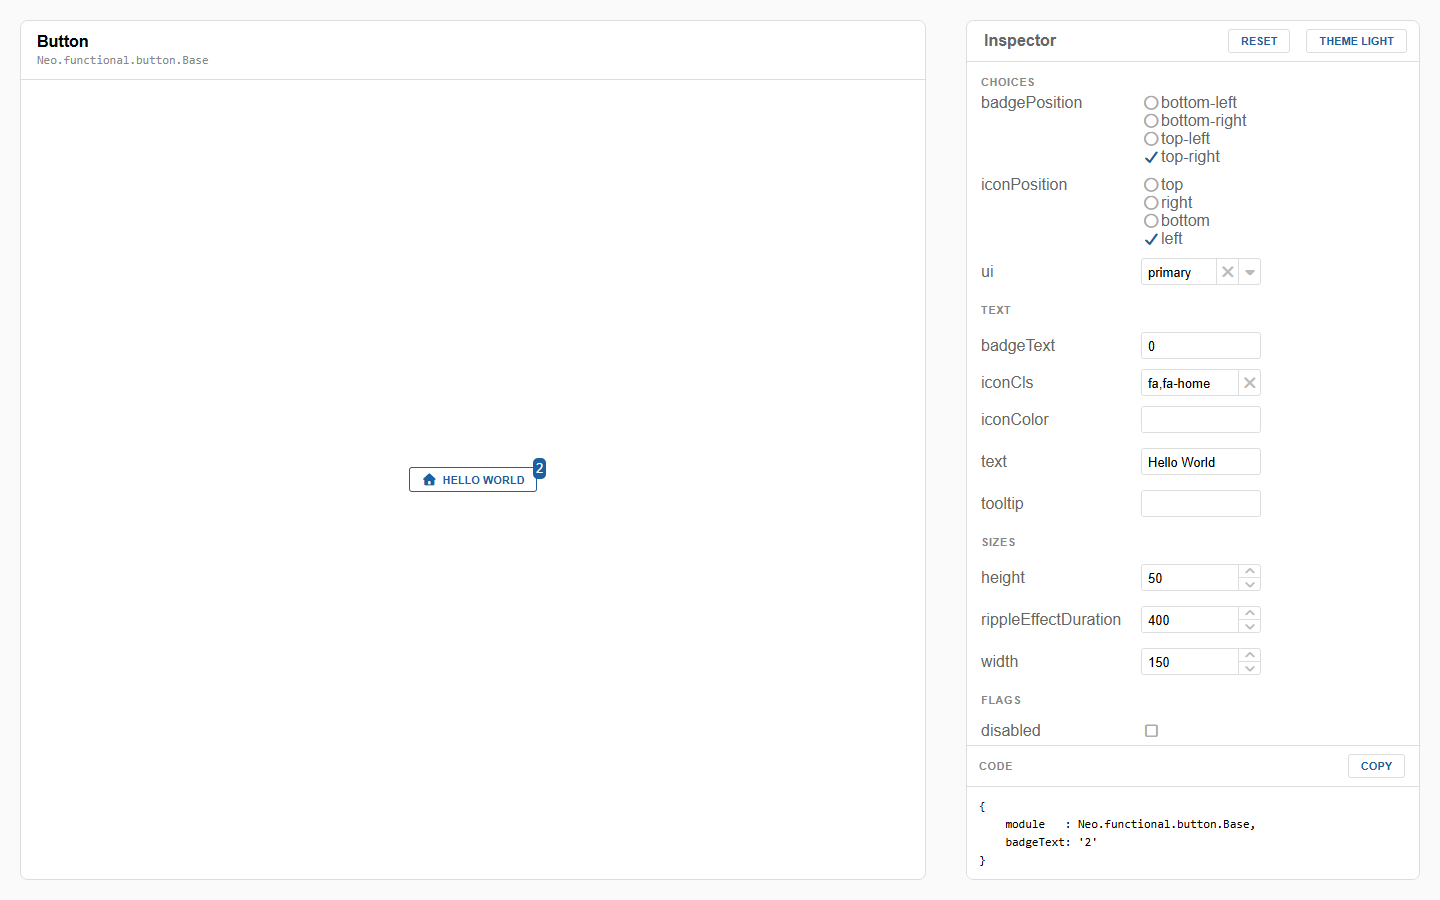 Button
Neo.functional.button.Base
HELLO WORLD
2
Inspector
RESET
THEME LIGHT
CHOICES
badgePosition
bottom-left
bottom-right
top-left
top-right
iconPosition
top
right
bottom
left
ui
primary
TEXT
badgeText
0
iconCls
fa,fa-home
iconColor
text
Hello World
tooltip
SIZES
height
50
rippleEffectDuration
400
width
150
FLAGS
disabled
CODE
COPY
{
    module   : Neo.functional.button.Base,
    badgeText: '2'
}